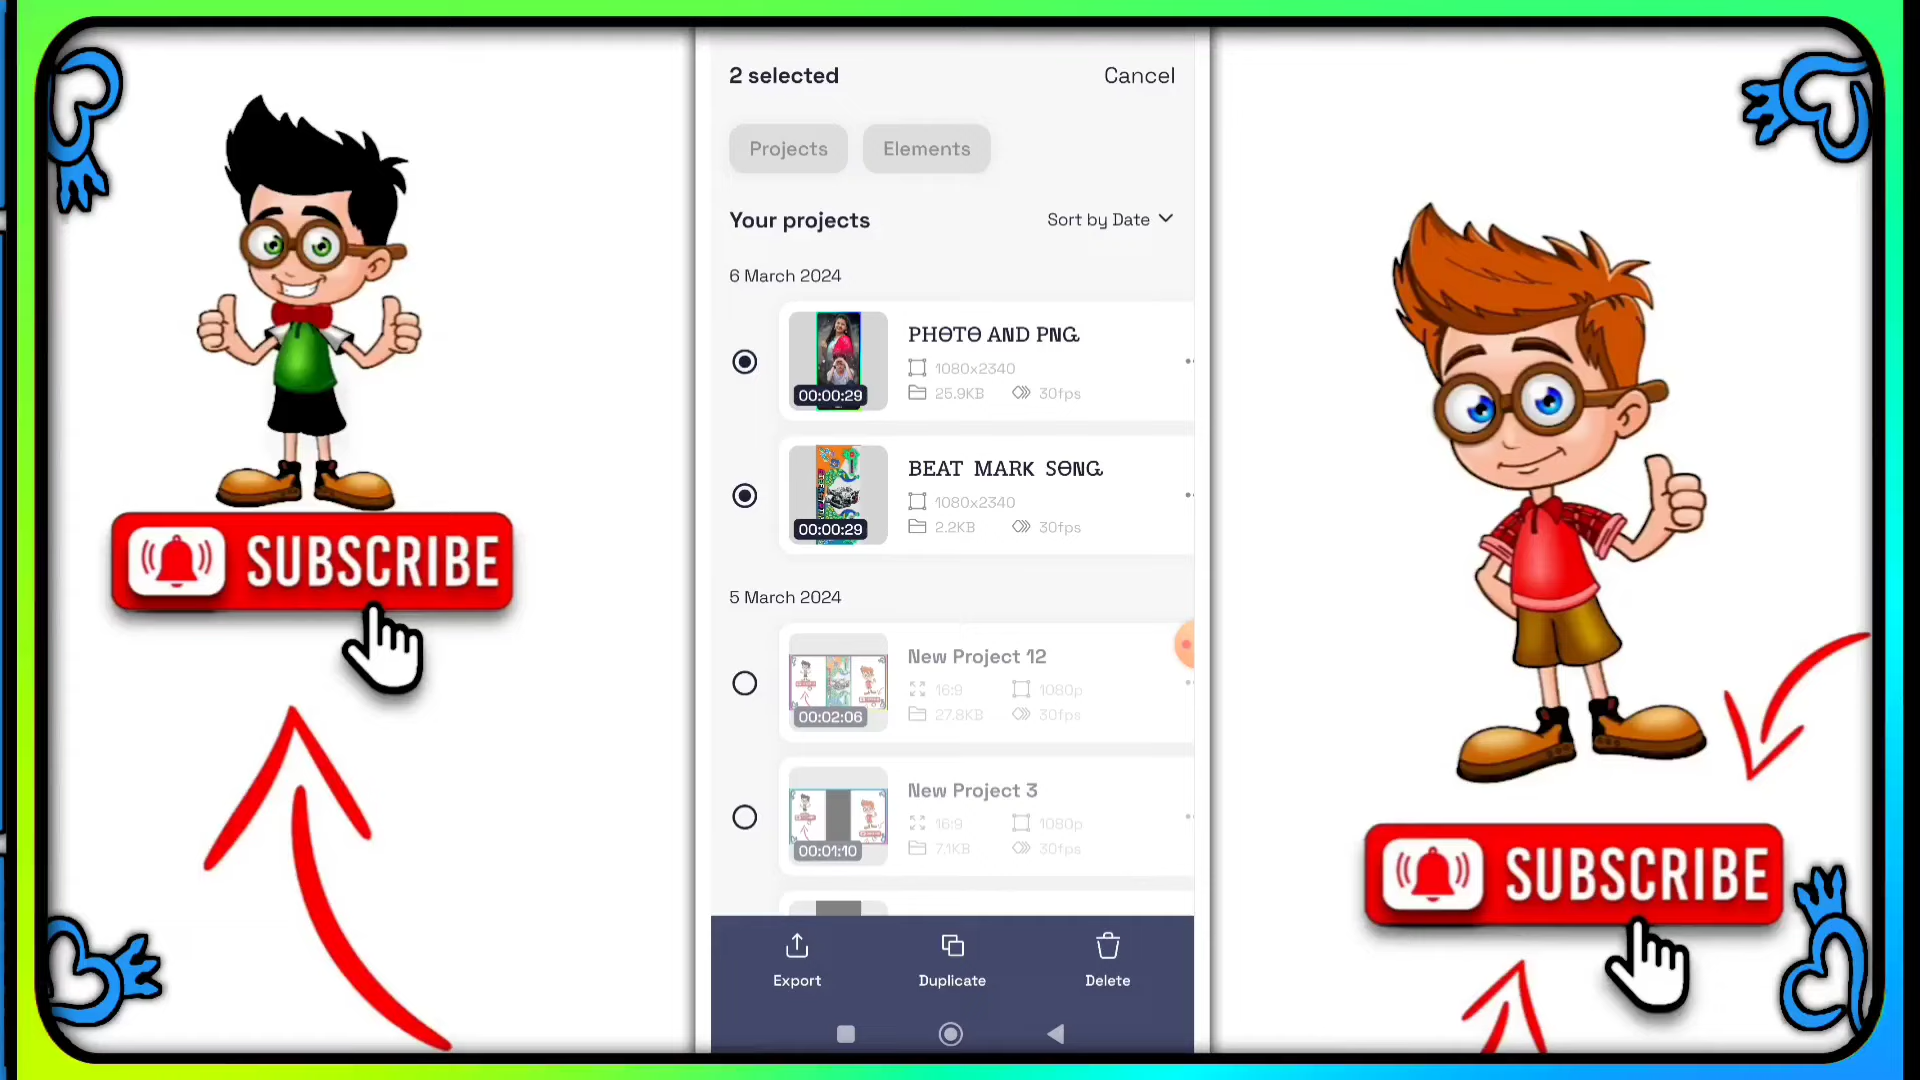 2 selected
Cancel
Projects
Elements
Your projects
Sort by Date
6 March 2024
PHѲTѲ AND PNG
1080x2340
25.9KB
30fps
00:00:29
BEAT MARK SѲNG
1080x2340
2.2KB
30fps
00:00:29
5 March 2024
New Project 12
16:9
1080p
27.8KB
30fps
00:02:06
New Project 3
16:9
1080p
7.1KB
30fps
00:01:10
Export
Duplicate
Delete
SUBSCRIBE
SUBSCRIBE